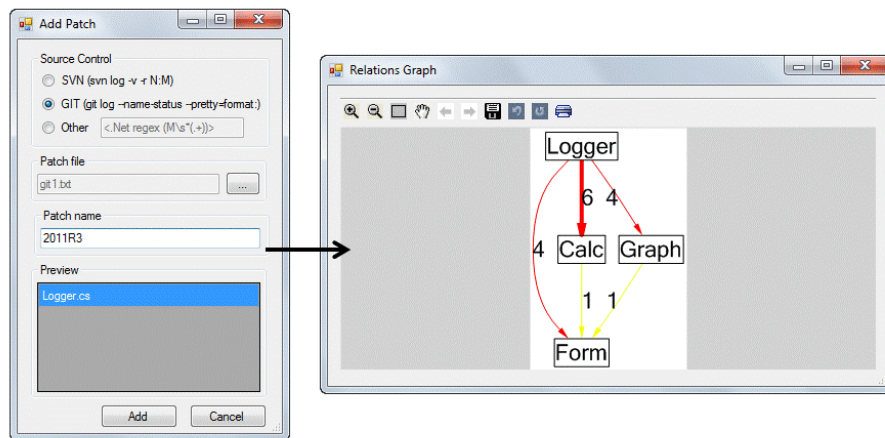 Add Patch
Source Control
SVN (svn log -v -r N:M)
GIT (git log --name-status --pretty=format:)
Other <.Net regex (M\s*(.+))>
Patch file
git1.txt ...
Patch name
2011R3
Preview
Logger.cs
Add Cancel
Relations Graph
Logger
6 4
4 Calc Graph
1 1
Form